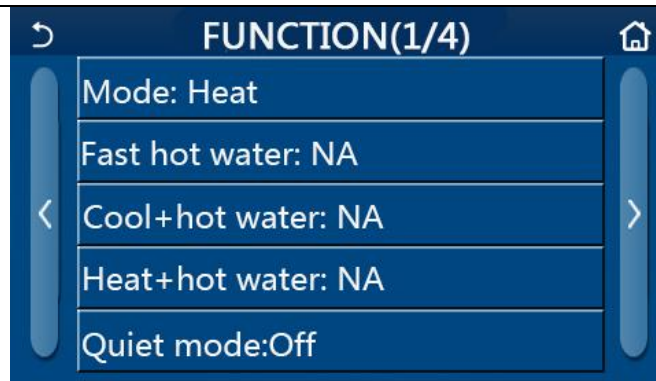 FUNCTION(1/4)
Mode: Heat
Fast hot water: NA
Cool+hot water: NA
Heat+hot water: NA
Quiet mode:Off